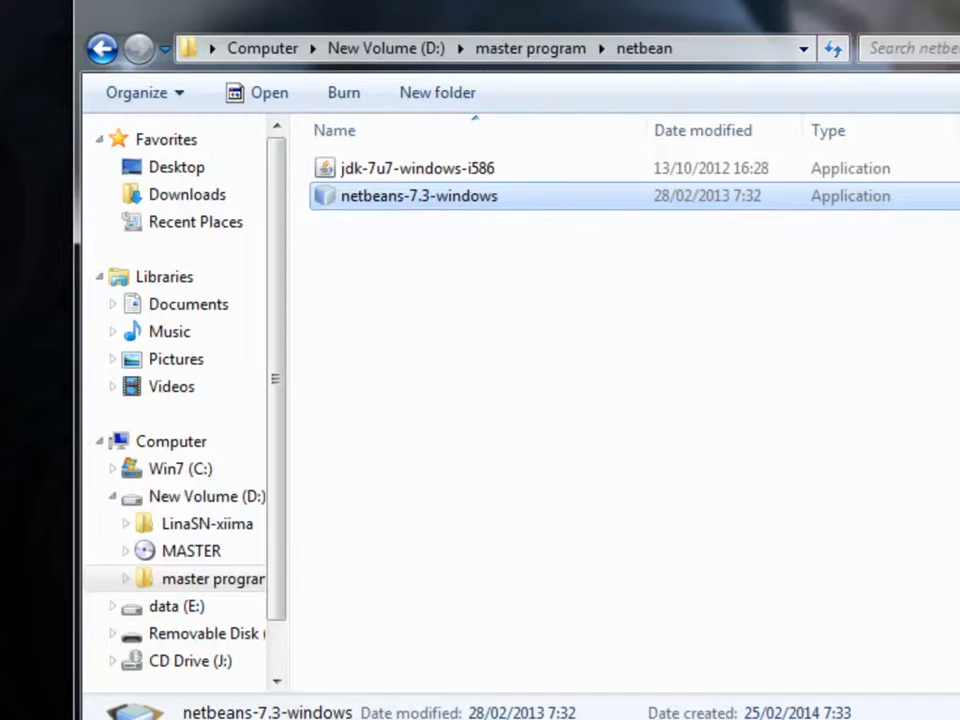 Computer New Volume (D:) master program netbean Search netbe
Organize Open Burn New folder
Name Date modified Type
jdk-7u7-windows-i586 13/10/2012 16:28 Application
netbeans-7.3-windows 28/02/2013 7:32 Application
Favorites
Desktop
Downloads
Recent Places
Libraries
Documents
Music
Pictures
Videos
Computer
Win7 (C:)
New Volume (D:)
LinaSN-xiima
MASTER
master prograr
data (E:)
Removable Disk (
CD Drive (J:)
netbeans-7.3-windows Date modified: 28/02/2013 7:32 Date created: 25/02/2014 7:33